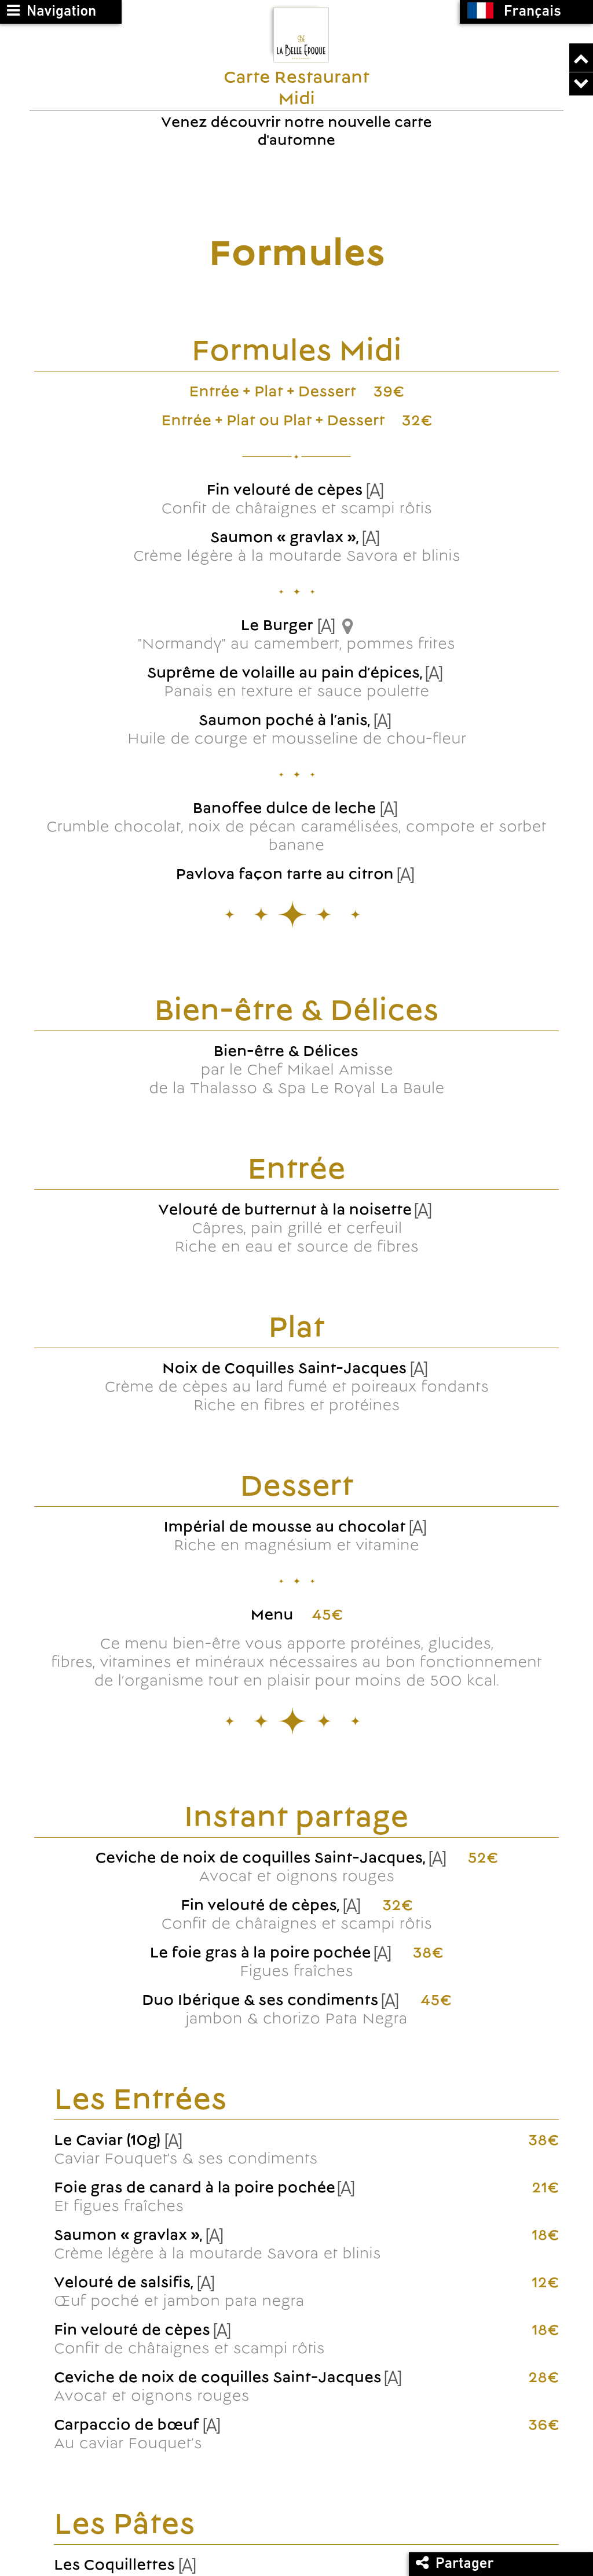 Navigation
Français
LA BELLE EPOQUE
Carte Restaurant
Midi
Venez découvrir notre nouvelle carte
d'automne
Formules
Formules Midi
Entrée + Plat + Dessert 39€
Entrée + Plat ou Plat + Dessert 32€
Fin velouté de cèpes [A]
Confit de châtaignes et scampi rôtis
Saumon « gravlax », [A]
Crème légère à la moutarde Savora et blinis
Le Burger [A]
"Normandy" au camembert, pommes frites
Suprême de volaille au pain d'épices, [A]
Panais en texture et sauce poulette
Saumon poché à l'anis, [A]
Huile de courge et mousseline de chou-fleur
Banoffee dulce de leche [A]
Crumble chocolat, noix de pécan caramélisées, compote et sorbet
banane
Pavlova façon tarte au citron [A]
Bien-être & Délices
Bien-être & Délices
par le Chef Mikael Amisse
de la Thalasso & Spa Le Royal La Baule
Entrée
Velouté de butternut à la noisette [A]
Câpres, pain grillé et cerfeuil
Riche en eau et source de fibres
Plat
Noix de Coquilles Saint-Jacques [A]
Crème de cèpes au lard fumé et poireaux fondants
Riche en fibres et protéines
Dessert
Impérial de mousse au chocolat [A]
Riche en magnésium et vitamine
Menu 45€
Ce menu bien-être vous apporte protéines, glucides,
fibres, vitamines et minéraux nécessaires au bon fonctionnement
de l'organisme tout en plaisir pour moins de 500 kcal.
Instant partage
Ceviche de noix de coquilles Saint-Jacques, [A] 52€
Avocat et oignons rouges
Fin velouté de cèpes, [A] 32€
Confit de châtaignes et scampi rôtis
Le foie gras à la poire pochée [A] 38€
Figues fraîches
Duo Ibérique & ses condiments [A] 45€
jambon & chorizo Pata Negra
Les Entrées
Le Caviar (10g) [A] 38€
Caviar Fouquet's & ses condiments
Foie gras de canard à la poire pochée [A] 21€
Et figues fraîches
Saumon « gravlax », [A] 18€
Crème légère à la moutarde Savora et blinis
Velouté de salsifis, [A] 12€
Œuf poché et jambon pata negra
Fin velouté de cèpes [A] 18€
Confit de châtaignes et scampi rôtis
Ceviche de noix de coquilles Saint-Jacques [A] 28€
Avocat et oignons rouges
Carpaccio de bœuf [A] 36€
Au caviar Fouquet's
Les Pâtes
Les Coquillettes [A]
Partager